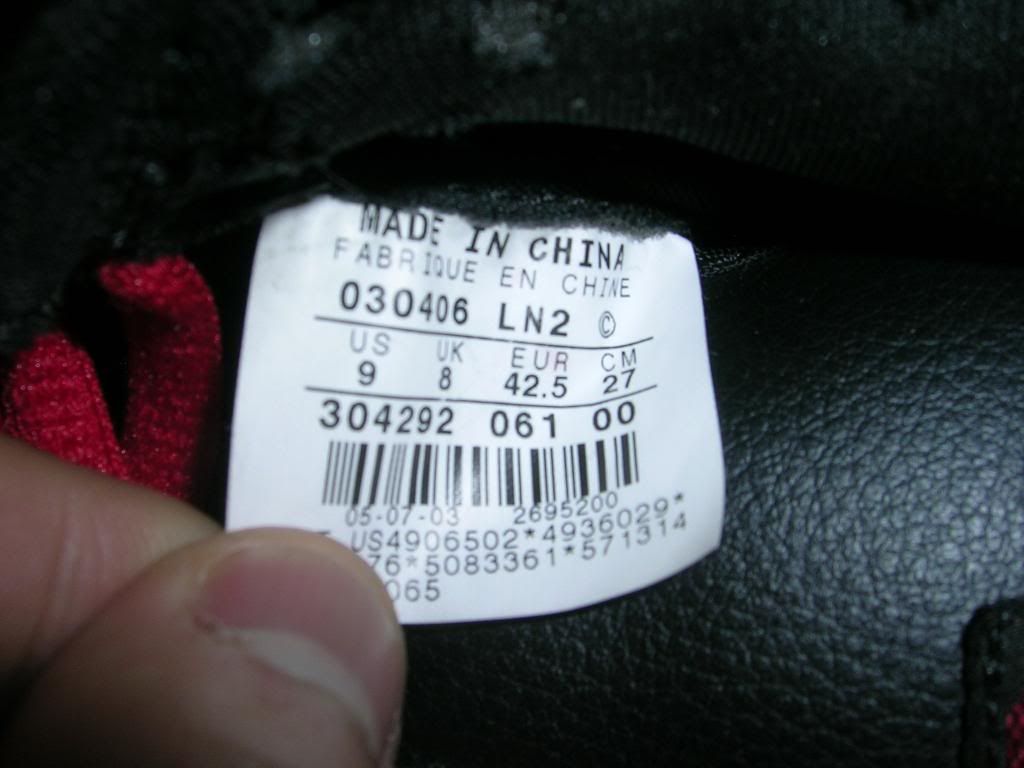 MADE IN CHINA
FABRIQUE EN CHINE
030406 LN2 ©
US UK EUR CM
9 8 42.5 27
304292 061 00
05-07-03 2695200
US4906502*4936029*
76*5083361*571314
065